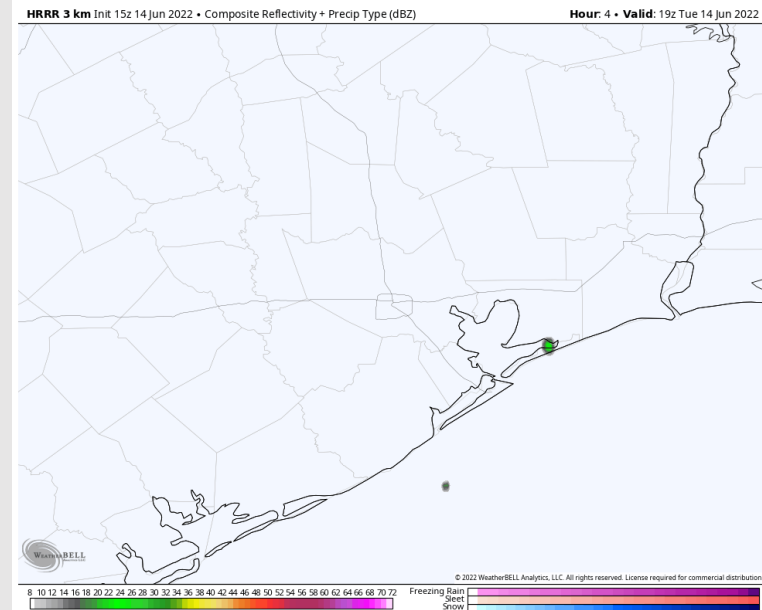 HRRR 3 km Init 15z 14 Jun 2022 • Composite Reflectivity + Precip Type (dBZ) Hour: 4 • Valid: 19z Tue 14 Jun 2022
WEATHERBELL
© 2022 WeatherBELL Analytics, LLC. All rights reserved. License required for commercial distribution
8 10 12 14 16 18 20 22 24 26 28 30 32 34 36 38 40 42 44 46 48 50 52 54 56 58 60 62 64 66 68 70 72
Freezing Rain
Sleet
Snow